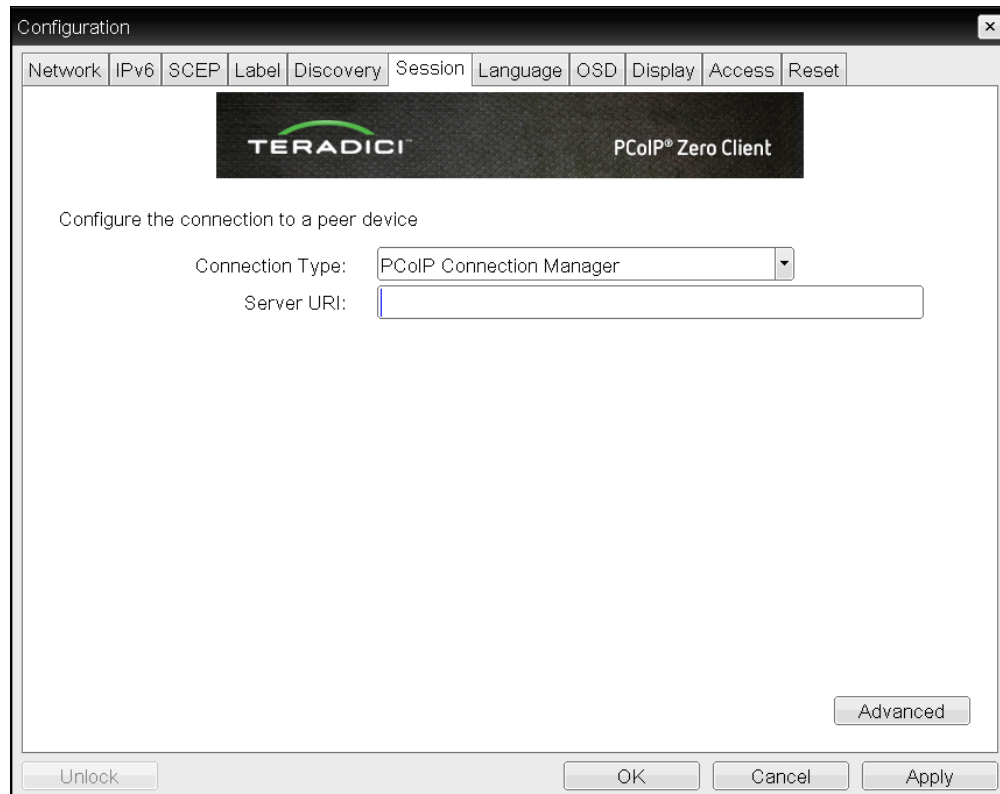 Configuration
Network IPv6 SCEP Label Discovery Session Language OSD Display Access Reset
TERADICI™ PCoIP® Zero Client
Configure the connection to a peer device
Connection Type: PCoIP Connection Manager
Server URI:
Advanced
Unlock OK Cancel Apply